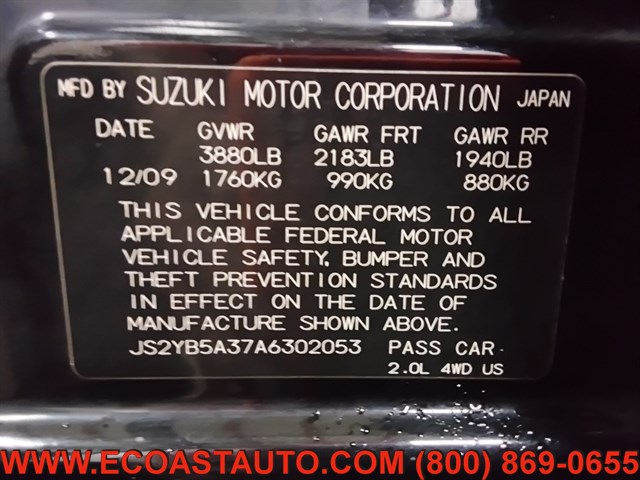 MFD BY SUZUKI MOTOR CORPORATION JAPAN
DATE GVWR GAWR FRT GAWR RR
3880LB 2183LB 1940LB
12/09 1760KG 990KG 880KG
THIS VEHICLE CONFORMS TO ALL
APPLICABLE FEDERAL MOTOR
VEHICLE SAFETY, BUMPER AND
THEFT PREVENTION STANDARDS
IN EFFECT ON THE DATE OF
MANUFACTURE SHOWN ABOVE.
JS2YB5A37A6302053 PASS CAR
2.0L 4WD US
WWW.ECOASTAUTO.COM (800) 869-0655